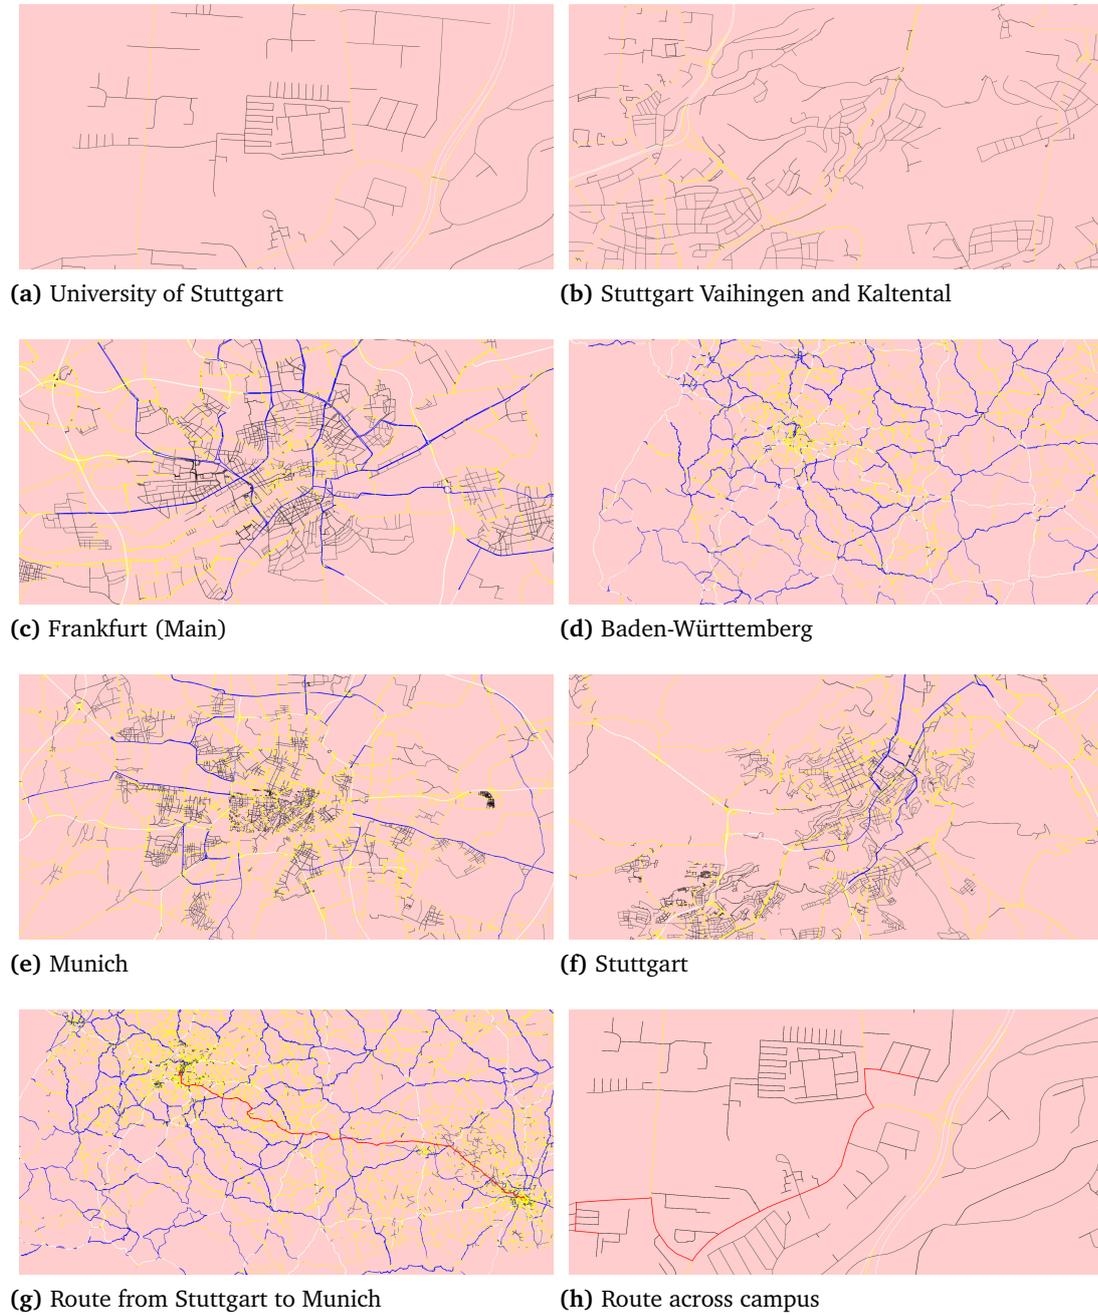 (a) University of Stuttgart
(b) Stuttgart Vaihingen and Kaltental
(c) Frankfurt (Main)
(d) Baden-Württemberg
(e) Munich
(f) Stuttgart
(g) Route from Stuttgart to Munich
(h) Route across campus